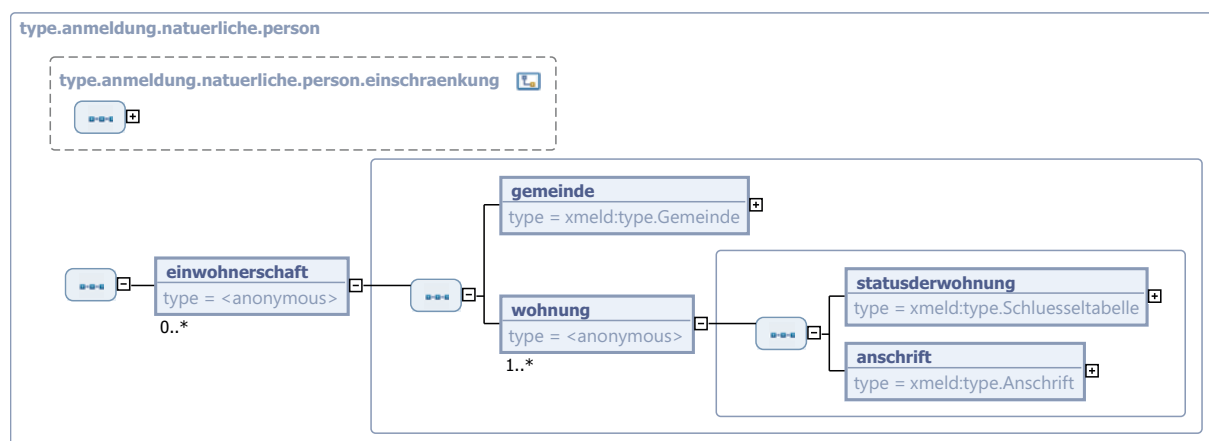 type.anmeldung.natuerliche.person
type.anmeldung.natuerliche.person.einschraenkung
gemeinde
type = xmeld:type.Gemeinde
einwohnerschaft
type = <anonymous>
0..*
wohnung
type = <anonymous>
1..*
statusderwohnung
type = xmeld:type.Schluesseltabelle
anschrift
type = xmeld:type.Anschrift